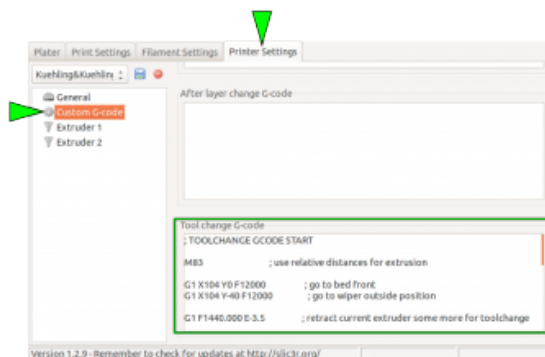 Plater Print Settings Filament Settings Printer Settings
Kuehling&Kuehling
General
Custom G-code
Extruder 1
Extruder 2
After layer change G-code
Tool change G-code
; TOOLCHANGE GCODE START
M83 ; use relative distances for extrusion
G1 X104 Y0 F12000 ; go to bed front
G1 X104 Y-40 F12000 ; go to wiper outside position
G1 F1440.000 E-3.5 ; retract current extruder some more for toolchange
Version 1.2.9 - Remember to check for updates at http://slic3r.org/